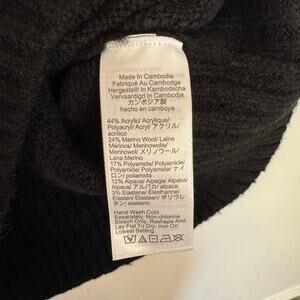 Made In Cambodia
Fabriqué Au Cambodge
Hergestellt In Kambodscha
Vervaardigd In Cambodja
カンボジア製
hecho en camboya
44% Acrylic/ Acrylique/
Polyacryl/ Acryl/ アクリル/
acrílico
24% Merino Wool/ Laine
Mérinos/ Merinowolle/
Merinowol/ メリノウール/
Lana Merino
17% Polyamide/ Polyamide/
Polyamid/ Polyamide/ ナイ
ロン/ poliamida
12% Alpaca/ Alpaga/ Alpaka/
Alpaca/ アルパカ/ alpaca
3% Elastane/ Élasthanne/
Elastan/ Elastaan/ ポリウレ
タン/ elastano
Hand Wash Cold
Separately, Non-chlorine
Bleach Only, Reshape And
Lay Flat To Dry. Iron On
Lowest Setting.